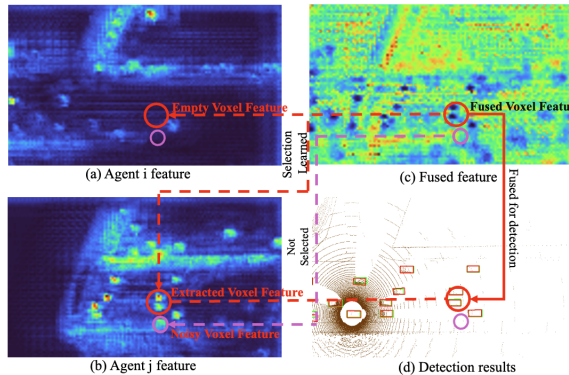 Empty Voxel Feature
Fused Voxel Featu
Selection
Learned
(a) Agent i feature
(c) Fused feature
Not
Selected
Fused for detection
Extracted Voxel Feature
Noisy Voxel Feature
(b) Agent j feature
(d) Detection results